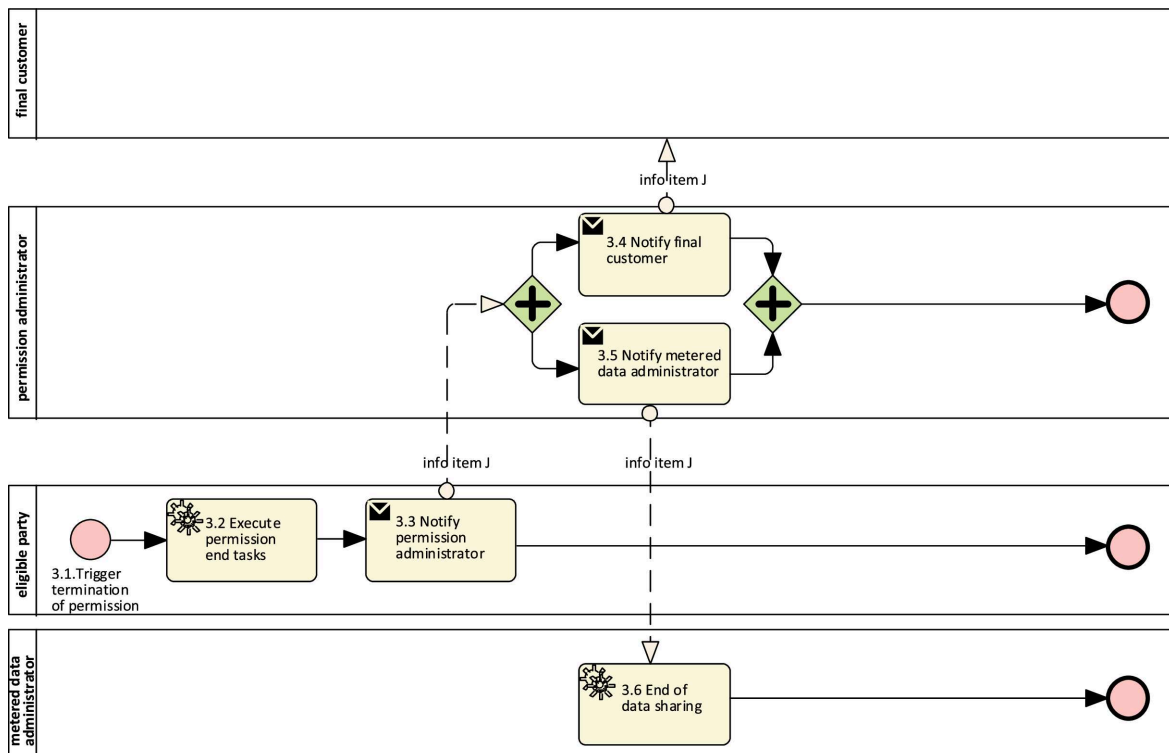 final customer
info item J
permission administrator
3.4 Notify final
customer
3.5 Notify metered
data administrator
info item J
info item J
eligible party
3.1.Trigger
termination
of permission
3.2 Execute
permission
end tasks
3.3 Notify
permission
administrator
metered data
administrator
3.6 End of
data sharing